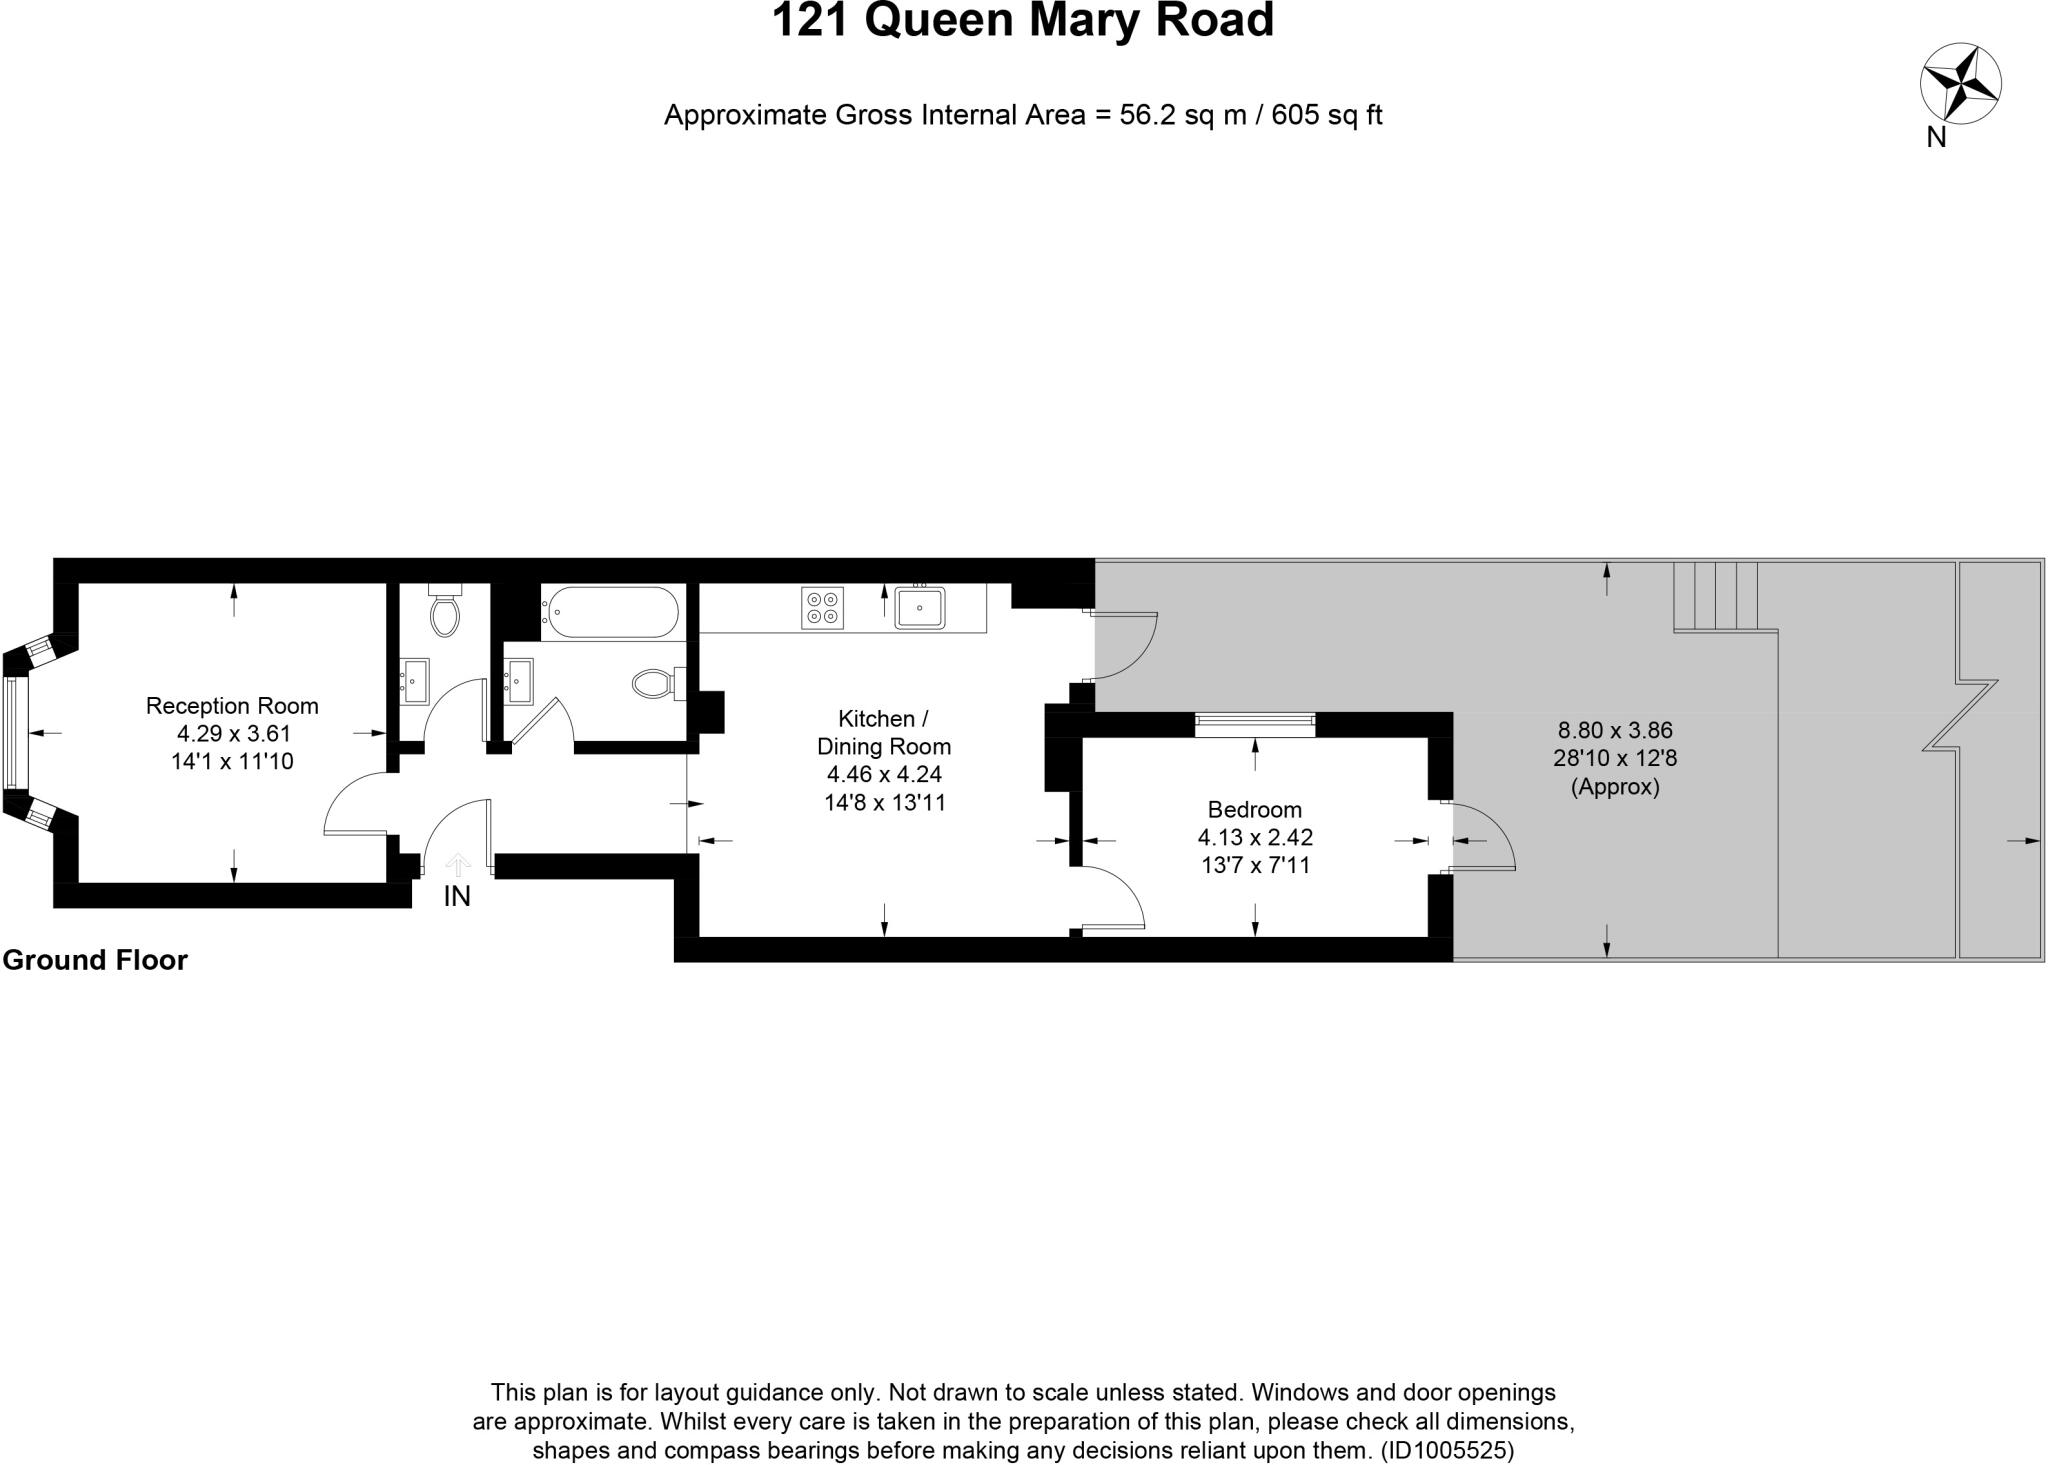 121 Queen Mary Road
Approximate Gross Internal Area = 56.2 sq m / 605 sq ft
N
Reception Room
4.29 x 3.61
14'1 x 11'10
Kitchen /
Dining Room
4.46 x 4.24
14'8 x 13'11
Bedroom
4.13 x 2.42
13'7 x 7'11
8.80 x 3.86
28'10 x 12'8
(Approx)
IN
Ground Floor
This plan is for layout guidance only. Not drawn to scale unless stated. Windows and door openings
are approximate. Whilst every care is taken in the preparation of this plan, please check all dimensions,
shapes and compass bearings before making any decisions reliant upon them. (ID1005525)